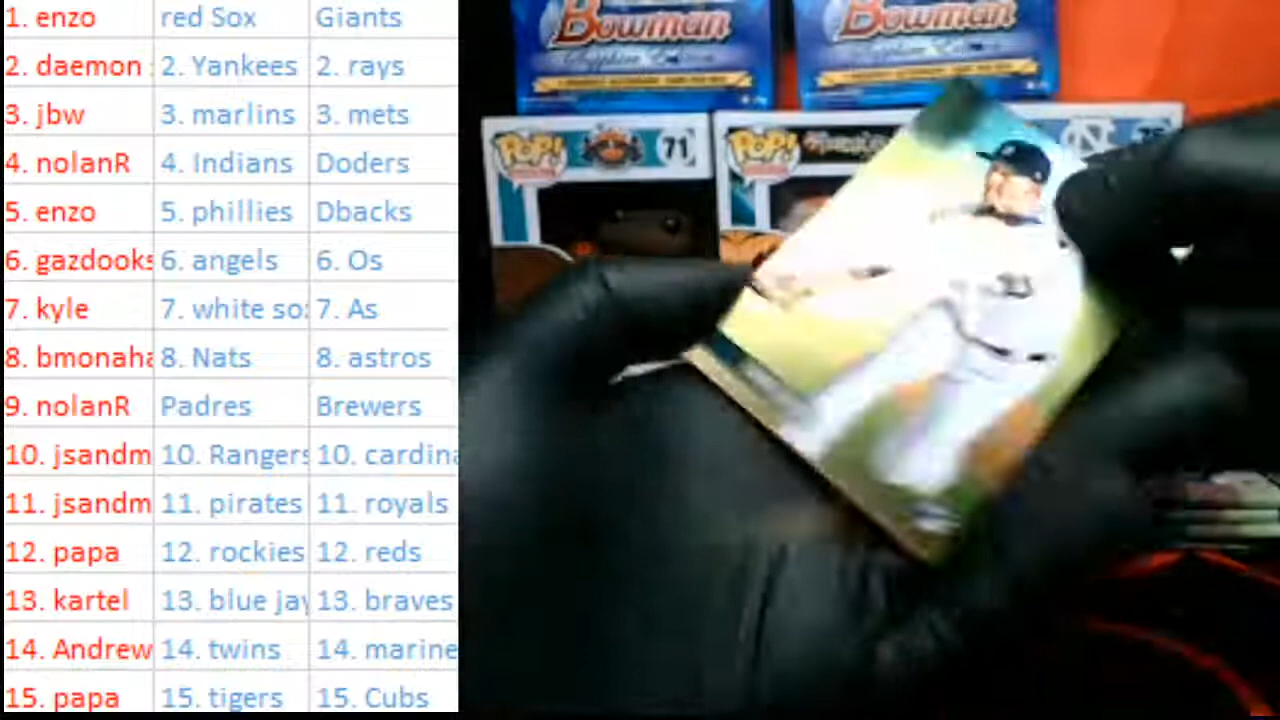 1. enzo red Sox Giants
2. daemon 2. Yankees 2. rays
3. jbw 3. marlins 3. mets
4. nolanR 4. Indians Doders
5. enzo 5. phillies Dbacks
6. gazdooks 6. angels 6. Os
7. kyle 7. white so 7. As
8. bmonaha 8. Nats 8. astros
9. nolanR Padres Brewers
10. jsandm 10. Rangers 10. cardina
11. jsandm 11. pirates 11. royals
12. papa 12. rockies 12. reds
13. kartel 13. blue jay 13. braves
14. Andrew 14. twins 14. marine
15. papa 15. tigers 15. Cubs
Bowman Bowman
POP! 71 POP!